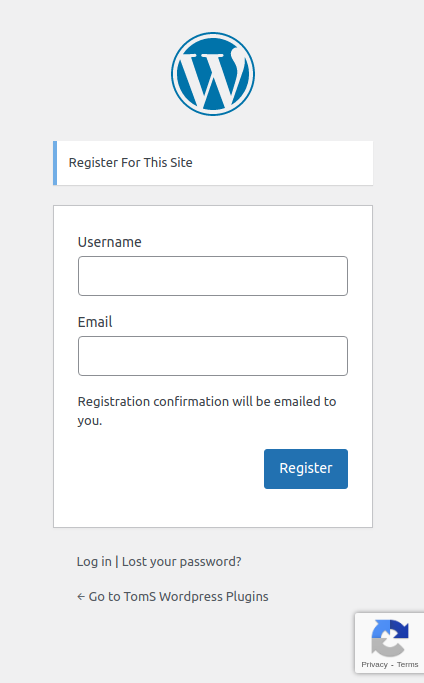 Register For This Site
Username
Email
Registration confirmation will be emailed to
you.
Register
Log in | Lost your password?
← Go to TomS Wordpress Plugins
Privacy - Terms